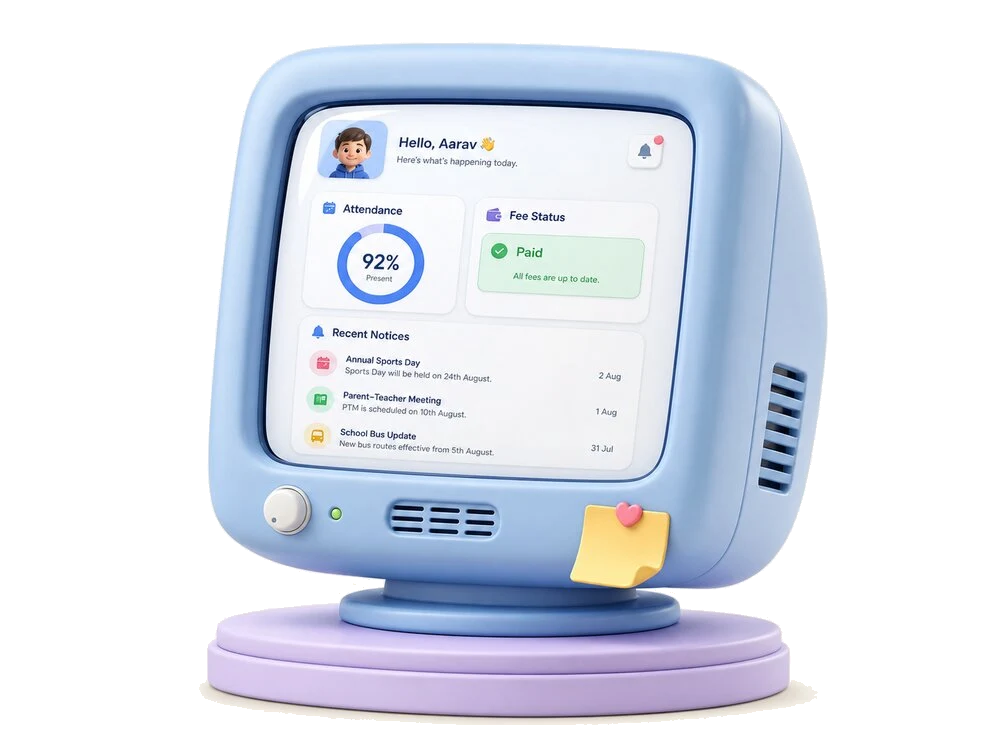 Hello, Aarav 👋
Here's what's happening today.
Attendance
92%
Present
Fee Status
Paid
All fees are up to date.
Recent Notices
Annual Sports Day
Sports Day will be held on 24th August.
2 Aug
Parent-Teacher Meeting
PTM is scheduled on 10th August.
1 Aug
School Bus Update
New bus routes effective from 5th August.
31 Jul